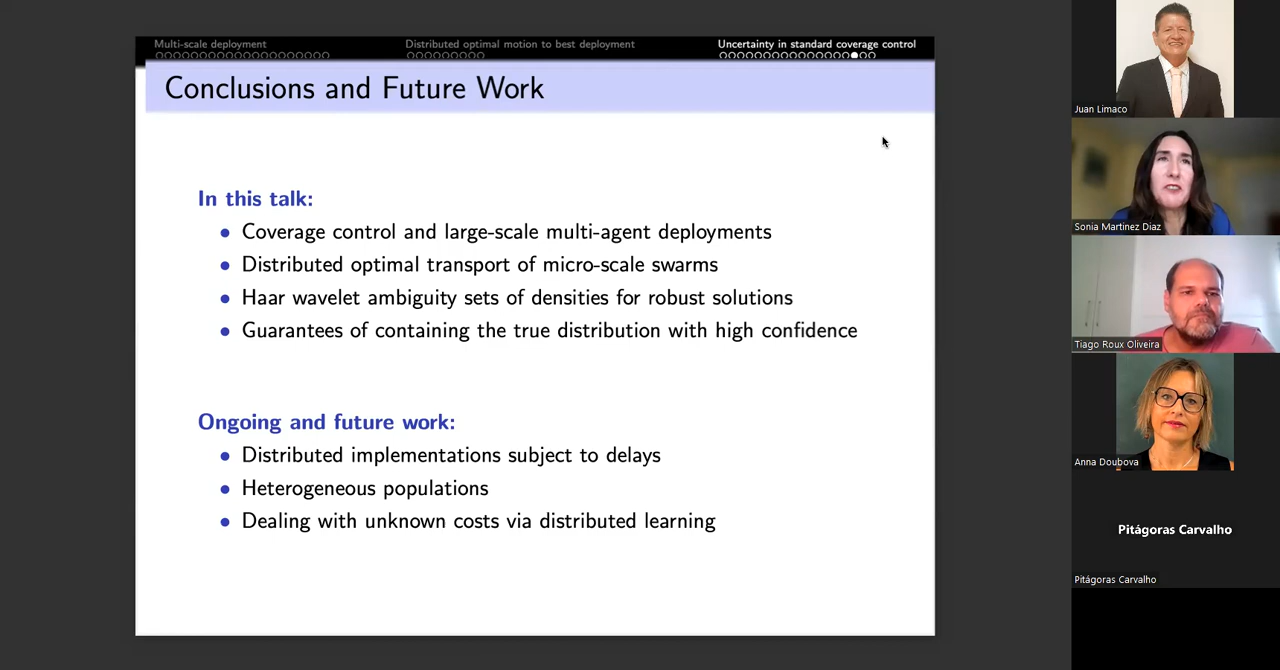 Multi-scale deployment
Distributed optimal motion to best deployment
Uncertainty in standard coverage control
Conclusions and Future Work
In this talk:
Coverage control and large-scale multi-agent deployments
Distributed optimal transport of micro-scale swarms
Haar wavelet ambiguity sets of densities for robust solutions
Guarantees of containing the true distribution with high confidence
Ongoing and future work:
Distributed implementations subject to delays
Heterogeneous populations
Dealing with unknown costs via distributed learning
Juan Limaco
Sonia Martinez Diaz
Tiago Roux Oliveira
Anna Doubova
Pitágoras Carvalho
Pitágoras Carvalho